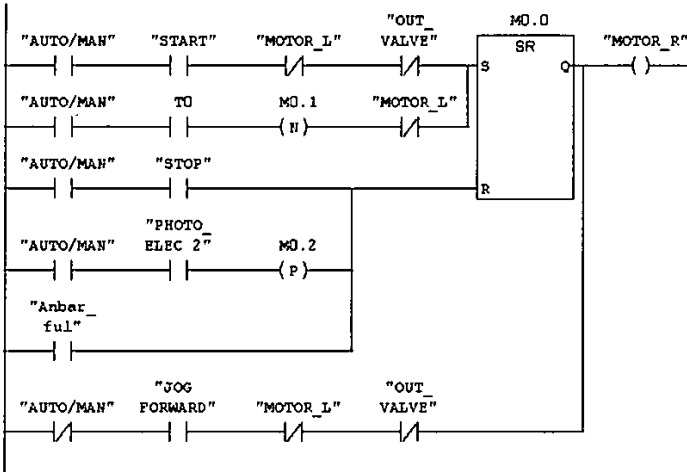 "OUT_ M0.0
"AUTO/MAN" "START" "MOTOR_L" VALVE" SR "MOTOR_R"
S Q
"AUTO/MAN" T0 M0.1 "MOTOR_L"
(N)
"AUTO/MAN" "STOP"
R
"PHOTO_
"AUTO/MAN" ELEC 2" M0.2
(P)
"Anbar_
ful"
"JOG "OUT_
"AUTO/MAN" FORWARD" "MOTOR_L" VALVE"